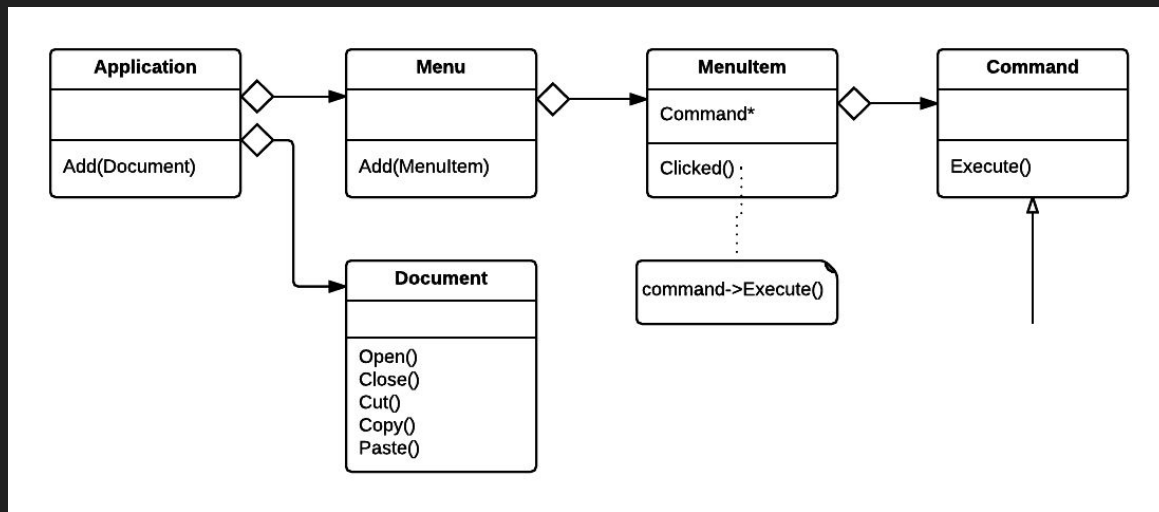 Application
Add(Document)
Menu
Add(MenuItem)
MenuItem
Command*
Clicked()
command->Execute()
Command
Execute()
Document
Open()
Close()
Cut()
Copy()
Paste()